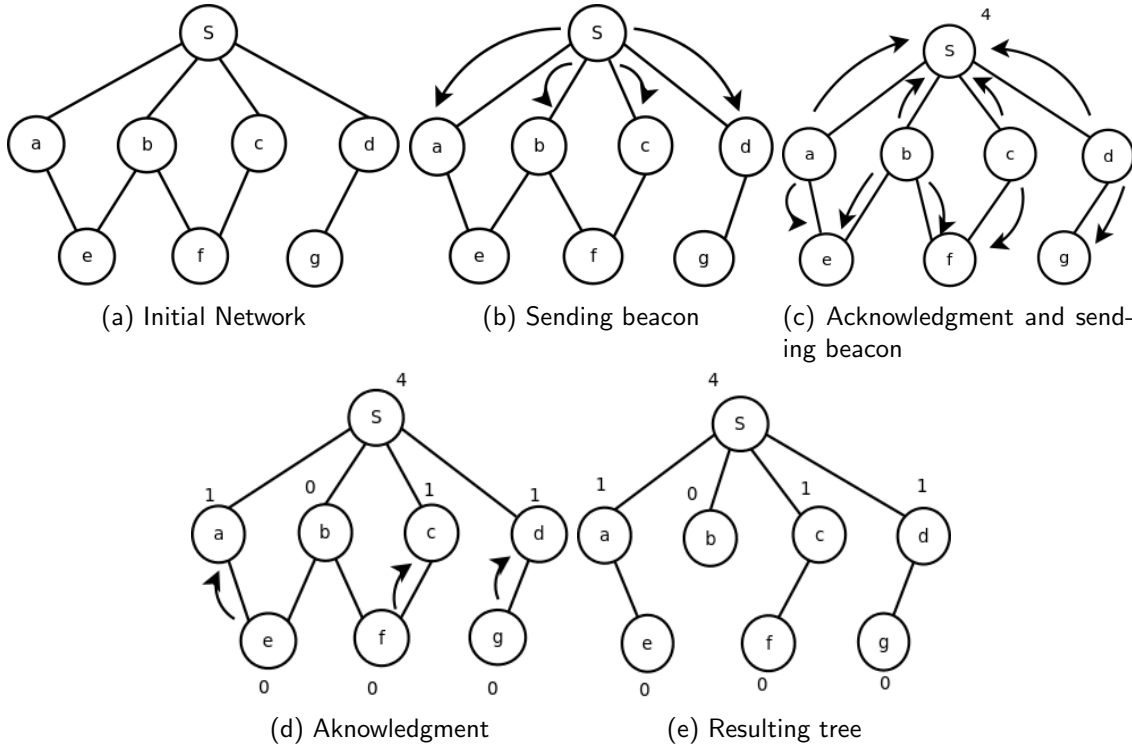 S
a b c d
e f g
(a) Initial Network
S
a b c d
e f g
(b) Sending beacon
4
S
a b c d
e f g
(c) Acknowledgment and send-
ing beacon
4
S
1 0 1 1
a b c d
e f g
0 0 0
(d) Aknowledgment
4
S
1 0 1 1
a b c d
e f g
0 0 0
(e) Resulting tree